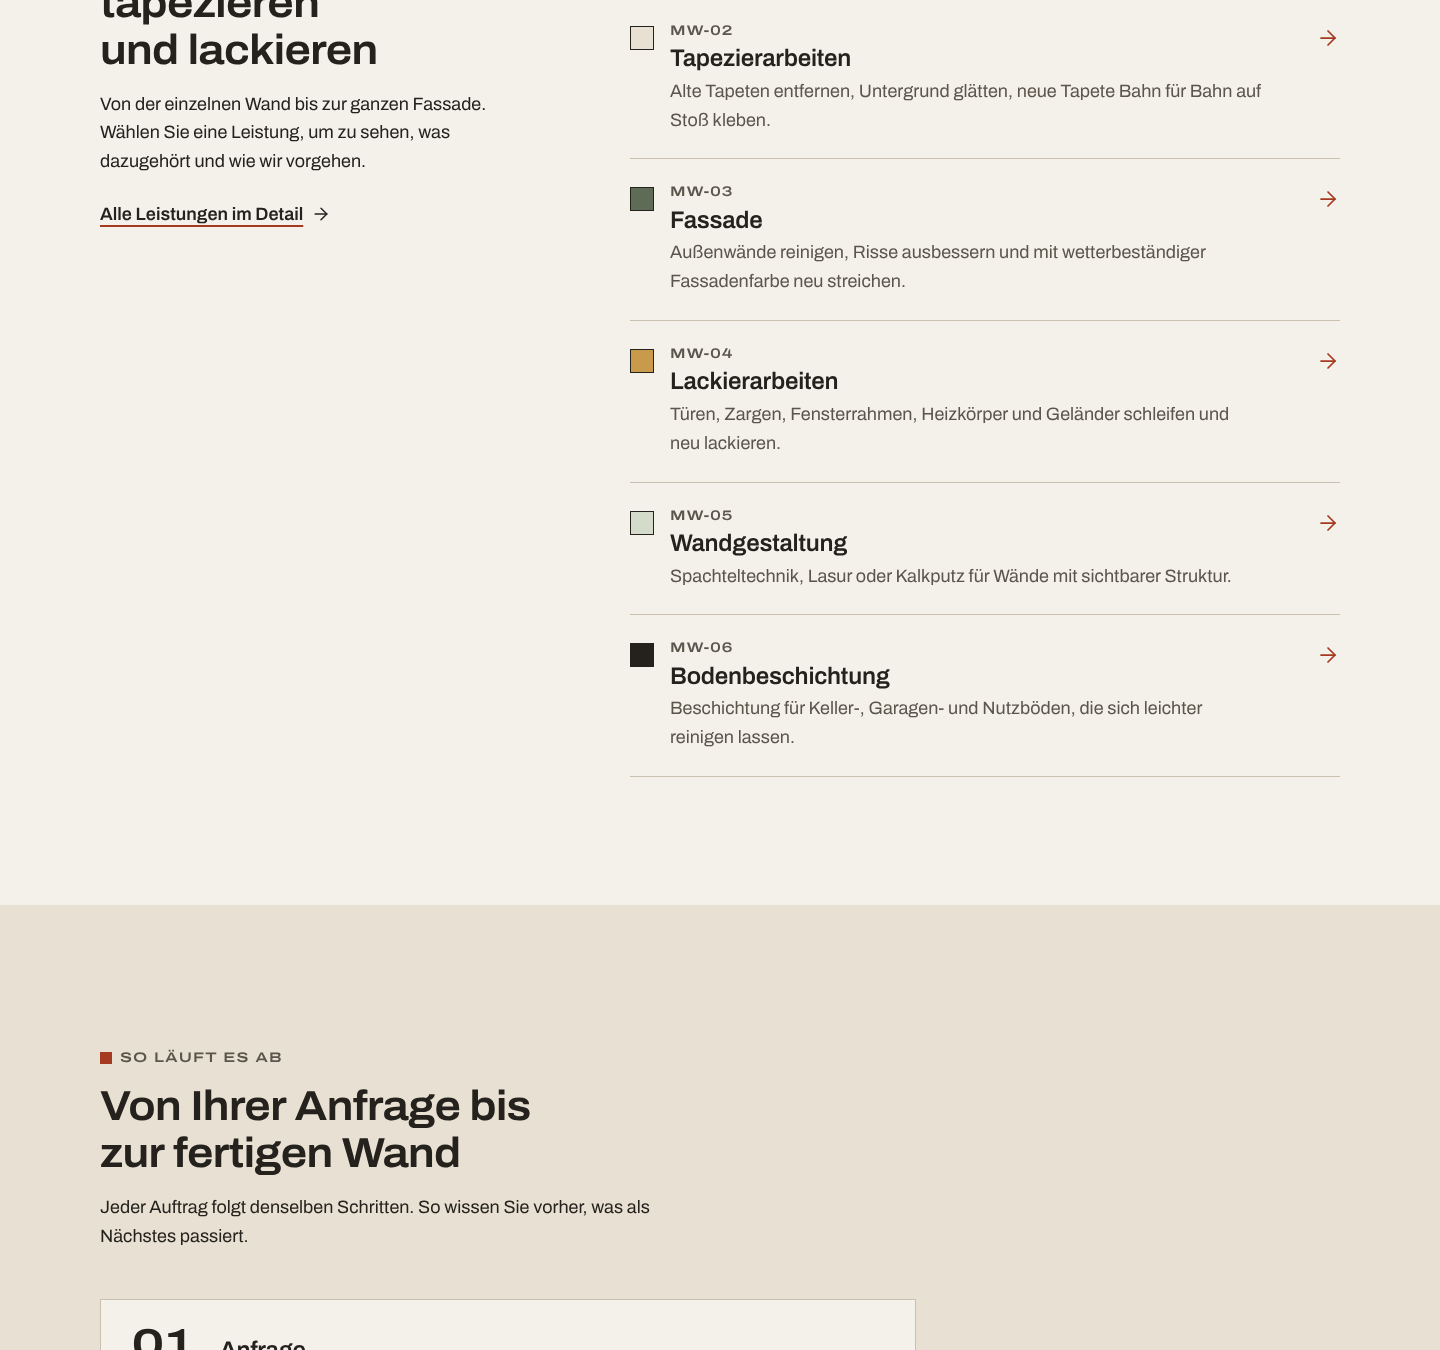 tapezieren
und lackieren
Von der einzelnen Wand bis zur ganzen Fassade.
Wählen Sie eine Leistung, um zu sehen, was
dazugehört und wie wir vorgehen.
Alle Leistungen im Detail
MW-02
Tapezierarbeiten
Alte Tapeten entfernen, Untergrund glätten, neue Tapete Bahn für Bahn auf
Stoß kleben.
MW-03
Fassade
Außenwände reinigen, Risse ausbessern und mit wetterbeständiger
Fassadenfarbe neu streichen.
MW-04
Lackierarbeiten
Türen, Zargen, Fensterrahmen, Heizkörper und Geländer schleifen und
neu lackieren.
MW-05
Wandgestaltung
Spachteltechnik, Lasur oder Kalkputz für Wände mit sichtbarer Struktur.
MW-06
Bodenbeschichtung
Beschichtung für Keller-, Garagen- und Nutzböden, die sich leichter
reinigen lassen.
SO LÄUFT ES AB
Von Ihrer Anfrage bis
zur fertigen Wand
Jeder Auftrag folgt denselben Schritten. So wissen Sie vorher, was als
Nächstes passiert.
01 Anfrage